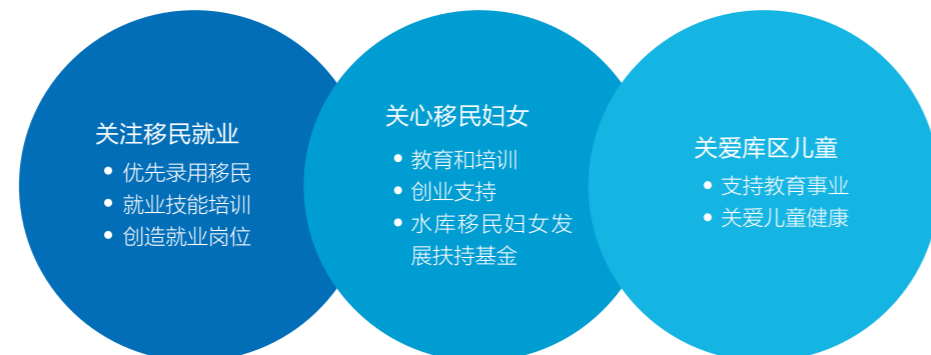 关注移民就业
• 优先录用移民
• 就业技能培训
• 创造就业岗位
关心移民妇女
• 教育和培训
• 创业支持
• 水库移民妇女发
展扶持基金
关爱库区儿童
• 支持教育事业
• 关爱儿童健康